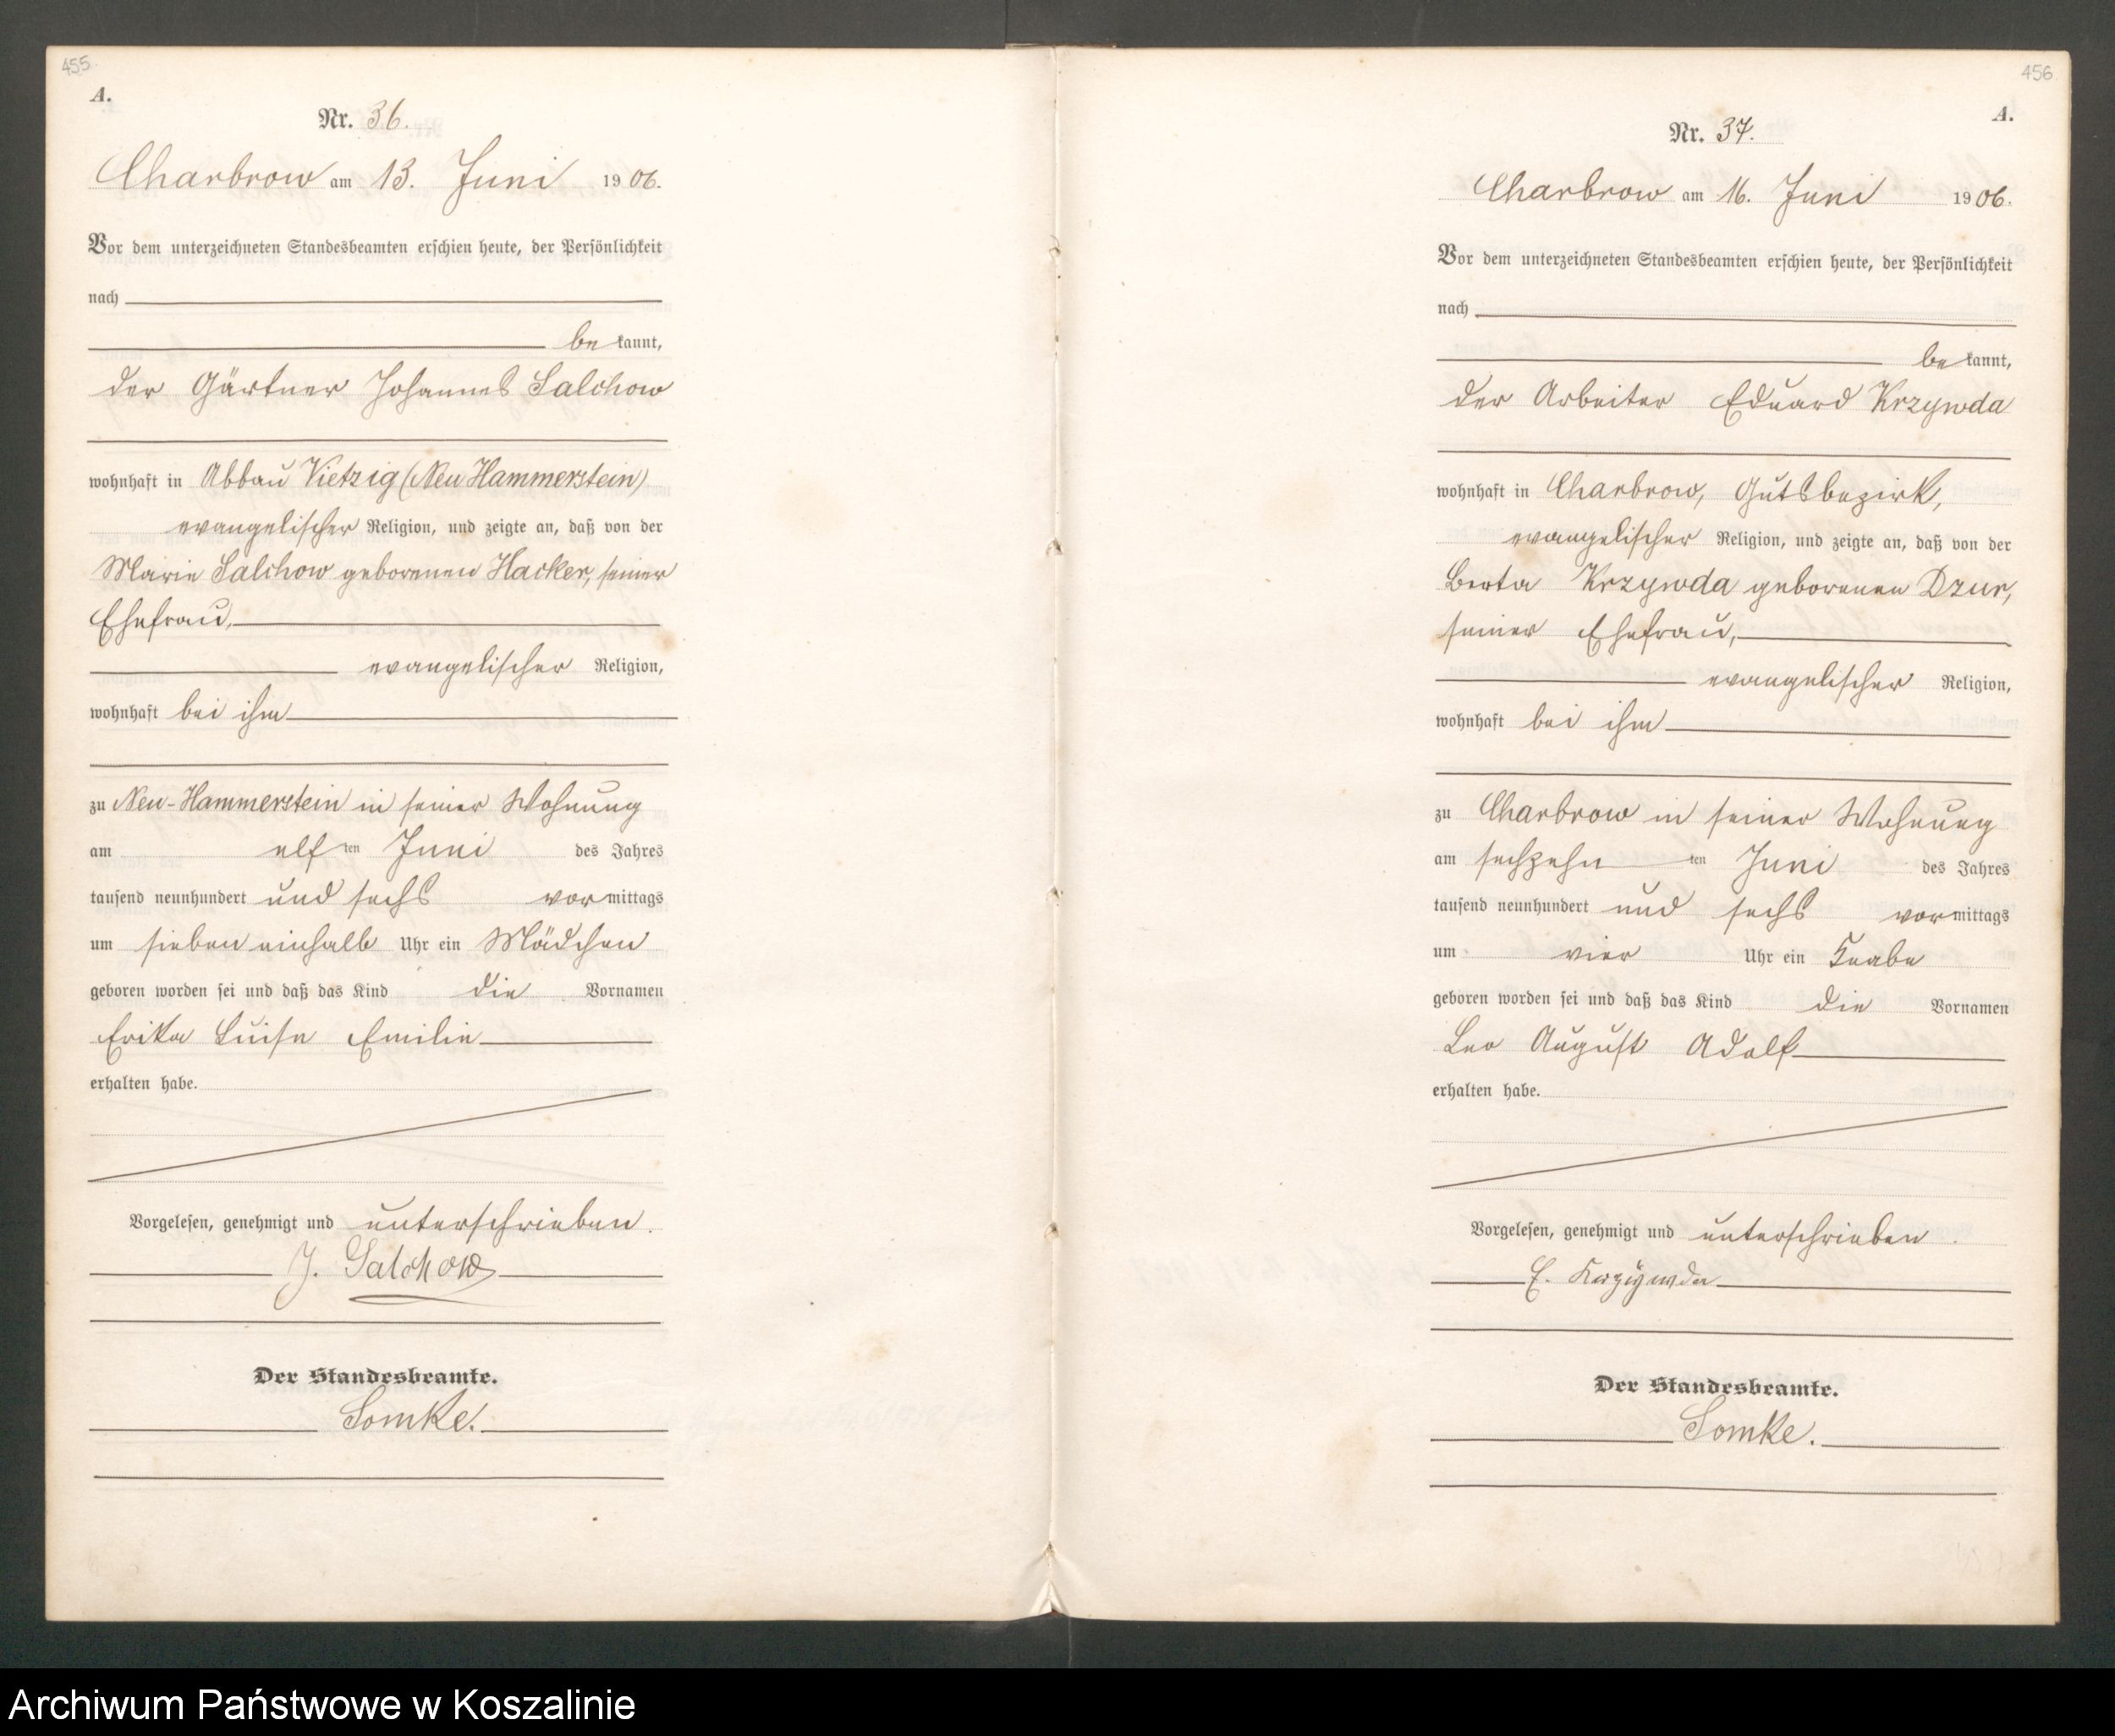 455.
A.
Nr. 36.
Charbrow am 13. Juni 1906.
Vor dem unterzeichneten Standesbeamten erschien heute, der Persönlichkeit
nach
bekannt,
der Gärtner Johannes Salchow
wohnhaft in Abbau Vietzig (Neu Hammerstein)
evangelischer Religion, und zeigte an, daß von der
Marie Salchow geborenen Hacker, seiner
Ehefrau,
evangelischer Religion,
wohnhaft bei ihm
zu Neu-Hammerstein in seiner Wohnung
am elften Juni des Jahres
tausend neunhundert und sechs vormittags
um sieben einhalb Uhr ein Mädchen
geboren worden sei und daß das Kind die Vornamen
Erika Luise Emilie
erhalten habe.
Vorgelesen, genehmigt und unterschrieben.
J. Salchow
Der Standesbeamte.
Somke.
456
A.
Nr. 37.
Charbrow am 16. Juni 1906.
Vor dem unterzeichneten Standesbeamten erschien heute, der Persönlichkeit
nach
bekannt,
der Arbeiter Eduard Krzywda
wohnhaft in Charbrow, Gutsbezirk,
evangelischer Religion, und zeigte an, daß von der
Berta Krzywda geborenen Dzur,
seiner Ehefrau,
evangelischer Religion,
wohnhaft bei ihm
zu Charbrow in seiner Wohnung
am sechzehnten Juni des Jahres
tausend neunhundert und sechs vormittags
um vier Uhr ein Knabe
geboren worden sei und daß das Kind die Vornamen
Leo August Adolf
erhalten habe.
Vorgelesen, genehmigt und unterschrieben.
E. Krzÿwda
Der Standesbeamte.
Somke.
Archiwum Państwowe w Koszalinie